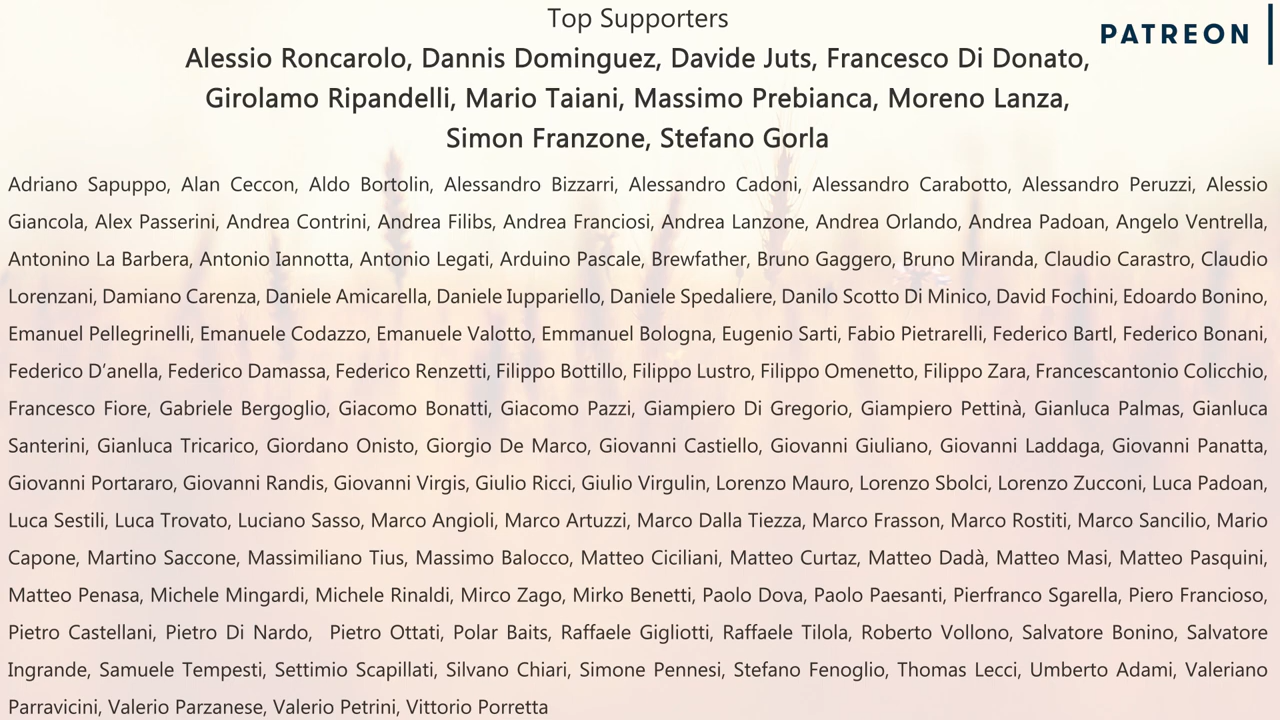 Top Supporters
PATREON
Alessio Roncarolo, Dannis Dominguez, Davide Juts, Francesco Di Donato,
Girolamo Ripandelli, Mario Taiani, Massimo Prebianca, Moreno Lanza,
Simon Franzone, Stefano Gorla
Adriano Sapuppo, Alan Ceccon, Aldo Bortolin, Alessandro Bizzarri, Alessandro Cadoni, Alessandro Carabotto, Alessandro Peruzzi, Alessio
Giancola, Alex Passerini, Andrea Contrini, Andrea Filibs, Andrea Franciosi, Andrea Lanzone, Andrea Orlando, Andrea Padoan, Angelo Ventrella,
Antonino La Barbera, Antonio Iannotta, Antonio Legati, Arduino Pascale, Brewfather, Bruno Gaggero, Bruno Miranda, Claudio Carastro, Claudio
Lorenzani, Damiano Carenza, Daniele Amicarella, Daniele Iuppariello, Daniele Spedaliere, Danilo Scotto Di Minico, David Fochini, Edoardo Bonino,
Emanuel Pellegrinelli, Emanuele Codazzo, Emanuele Valotto, Emmanuel Bologna, Eugenio Sarti, Fabio Pietrarelli, Federico Bartl, Federico Bonani,
Federico D’anella, Federico Damassa, Federico Renzetti, Filippo Bottillo, Filippo Lustro, Filippo Omenetto, Filippo Zara, Francescantonio Colicchio,
Francesco Fiore, Gabriele Bergoglio, Giacomo Bonatti, Giacomo Pazzi, Giampiero Di Gregorio, Giampiero Pettinà, Gianluca Palmas, Gianluca
Santerini, Gianluca Tricarico, Giordano Onisto, Giorgio De Marco, Giovanni Castiello, Giovanni Giuliano, Giovanni Laddaga, Giovanni Panatta,
Giovanni Portararo, Giovanni Randis, Giovanni Virgis, Giulio Ricci, Giulio Virgulin, Lorenzo Mauro, Lorenzo Sbolci, Lorenzo Zucconi, Luca Padoan,
Luca Sestili, Luca Trovato, Luciano Sasso, Marco Angioli, Marco Artuzzi, Marco Dalla Tiezza, Marco Frasson, Marco Rostiti, Marco Sancilio, Mario
Capone, Martino Saccone, Massimiliano Tius, Massimo Balocco, Matteo Ciciliani, Matteo Curtaz, Matteo Dadà, Matteo Masi, Matteo Pasquini,
Matteo Penasa, Michele Mingardi, Michele Rinaldi, Mirco Zago, Mirko Benetti, Paolo Dova, Paolo Paesanti, Pierfranco Sgarella, Piero Francioso,
Pietro Castellani, Pietro Di Nardo, Pietro Ottati, Polar Baits, Raffaele Gigliotti, Raffaele Tilola, Roberto Vollono, Salvatore Bonino, Salvatore
Ingrande, Samuele Tempesti, Settimio Scapillati, Silvano Chiari, Simone Pennesi, Stefano Fenoglio, Thomas Lecci, Umberto Adami, Valeriano
Parravicini, Valerio Parzanese, Valerio Petrini, Vittorio Porretta